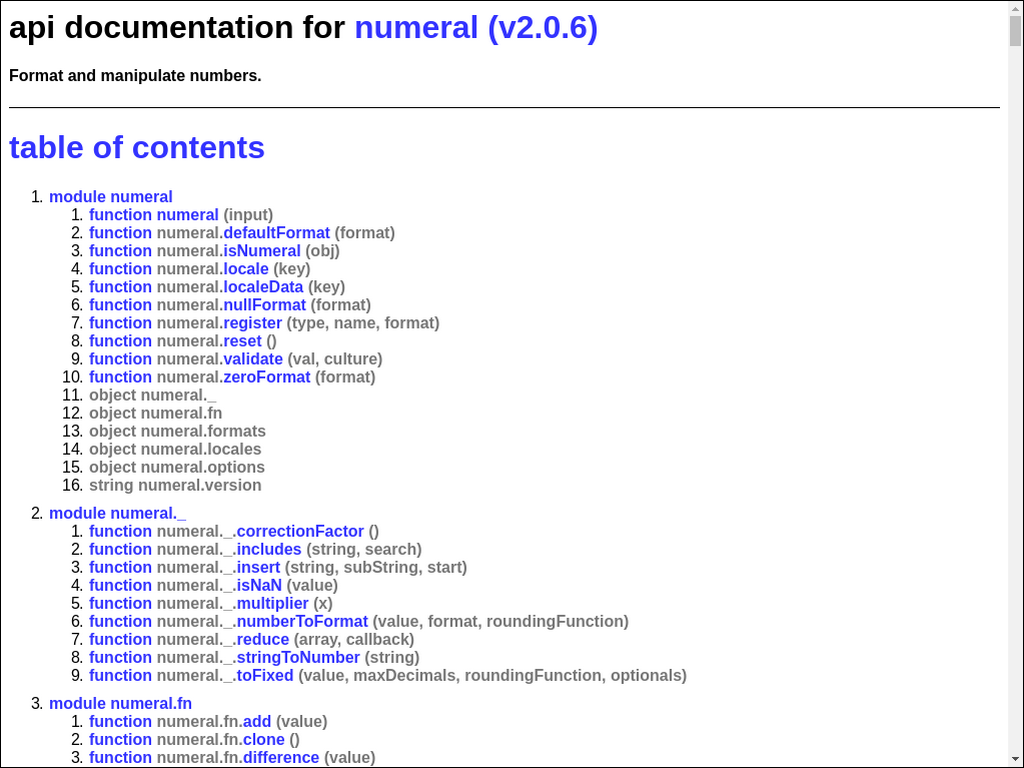 api documentation for numeral (v2.0.6)
Format and manipulate numbers.
table of contents
1. module numeral
1. function numeral (input)
2. function numeral.defaultFormat (format)
3. function numeral.isNumeral (obj)
4. function numeral.locale (key)
5. function numeral.localeData (key)
6. function numeral.nullFormat (format)
7. function numeral.register (type, name, format)
8. function numeral.reset ()
9. function numeral.validate (val, culture)
10. function numeral.zeroFormat (format)
11. object numeral._
12. object numeral.fn
13. object numeral.formats
14. object numeral.locales
15. object numeral.options
16. string numeral.version
2. module numeral._
1. function numeral._.correctionFactor ()
2. function numeral._.includes (string, search)
3. function numeral._.insert (string, subString, start)
4. function numeral._.isNaN (value)
5. function numeral._.multiplier (x)
6. function numeral._.numberToFormat (value, format, roundingFunction)
7. function numeral._.reduce (array, callback)
8. function numeral._.stringToNumber (string)
9. function numeral._.toFixed (value, maxDecimals, roundingFunction, optionals)
3. module numeral.fn
1. function numeral.fn.add (value)
2. function numeral.fn.clone ()
3. function numeral.fn.difference (value)